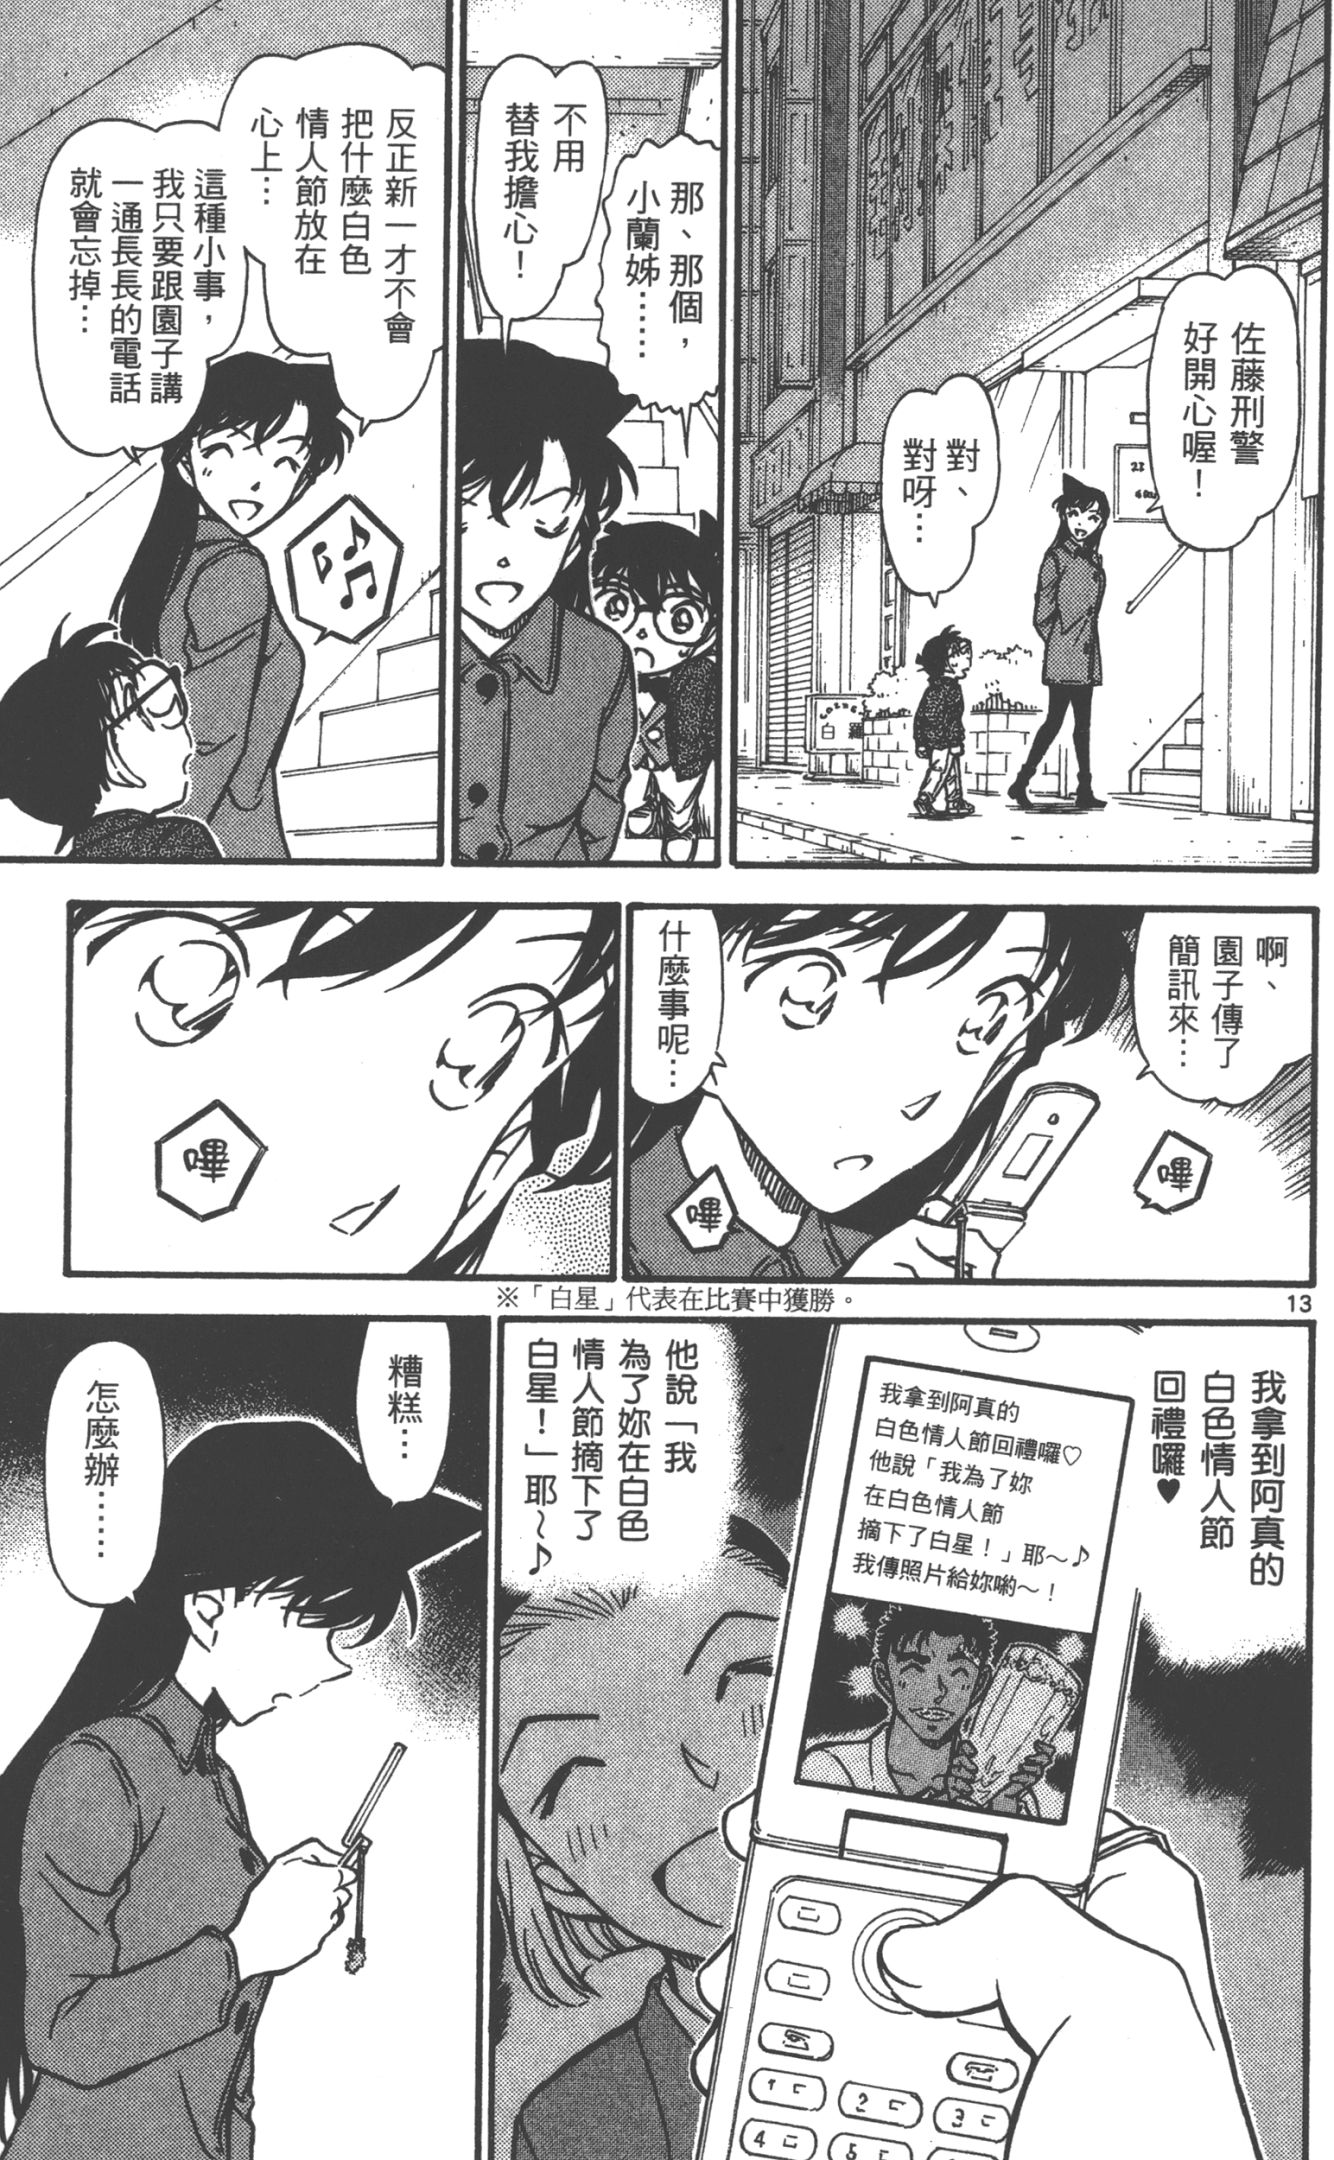 佐藤刑警
好開心喔！
對、
對呀…
那、那個，
小蘭姊……
不用
替我擔心！
反正新一才不會
把什麼白色
情人節放在
心上…
這種小事，
我只要跟園子講
一通長長的電話
就會忘掉…
白羅
啊、
園子傳了
簡訊來…
嗶
什麼事呢…
嗶
嗶
※「白星」代表在比賽中獲勝。
13
我拿到阿真的
白色情人節
回禮囉♥
我拿到阿真的
白色情人節回禮囉♡
他說「我為了妳
在白色情人節
摘下了白星！」耶～♪
我傳照片給妳喲～！
他說「我
為了妳在白色
情人節摘下了
白星！」耶～♪
1
2
3
4
5
糟糕…
怎麼辦……